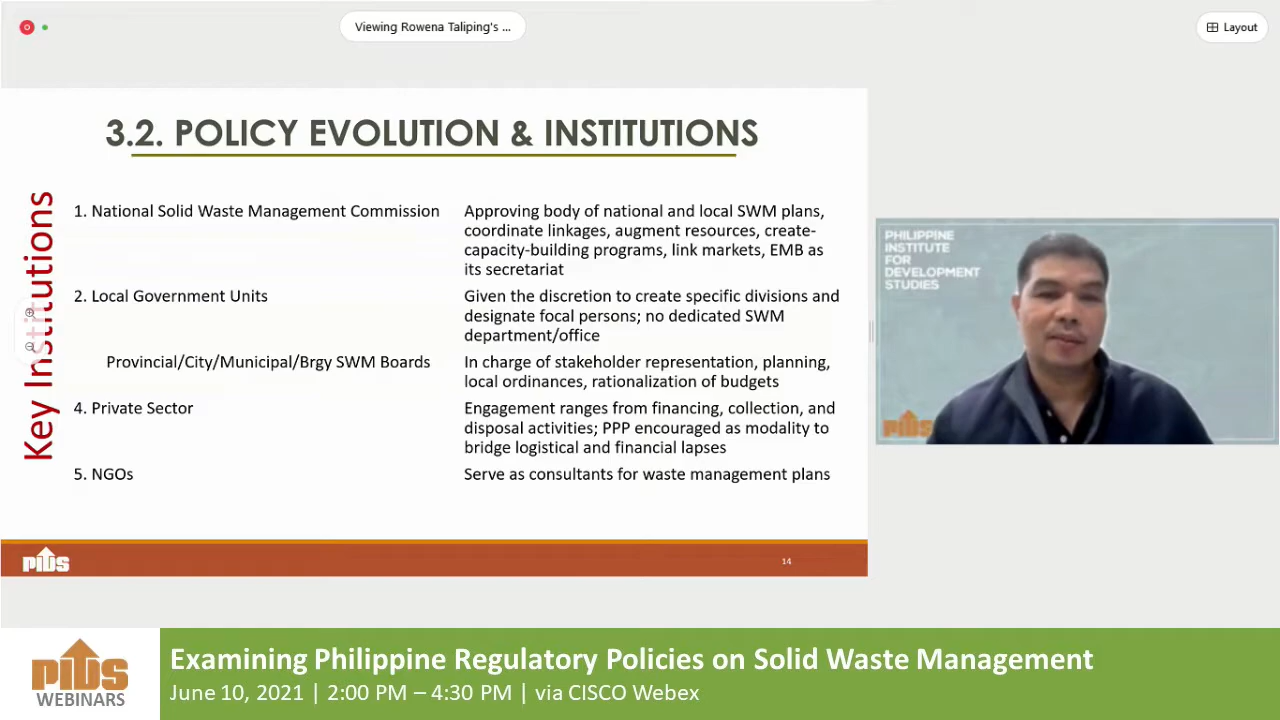 Viewing Rowena Taliping's ...
Layout
3.2. POLICY EVOLUTION & INSTITUTIONS
Key Institutions
1. National Solid Waste Management Commission
Approving body of national and local SWM plans,
coordinate linkages, augment resources, create-
capacity-building programs, link markets, EMB as
its secretariat
2. Local Government Units
Given the discretion to create specific divisions and
designate focal persons; no dedicated SWM
department/office
Provincial/City/Municipal/Brgy SWM Boards
In charge of stakeholder representation, planning,
local ordinances, rationalization of budgets
4. Private Sector
Engagement ranges from financing, collection, and
disposal activities; PPP encouraged as modality to
bridge logistical and financial lapses
5. NGOs
Serve as consultants for waste management plans
PIDS
14
PHILIPPINE
INSTITUTE
FOR
DEVELOPMENT
STUDIES
PIDS
PIDS
WEBINARS
Examining Philippine Regulatory Policies on Solid Waste Management
June 10, 2021 | 2:00 PM – 4:30 PM | via CISCO Webex